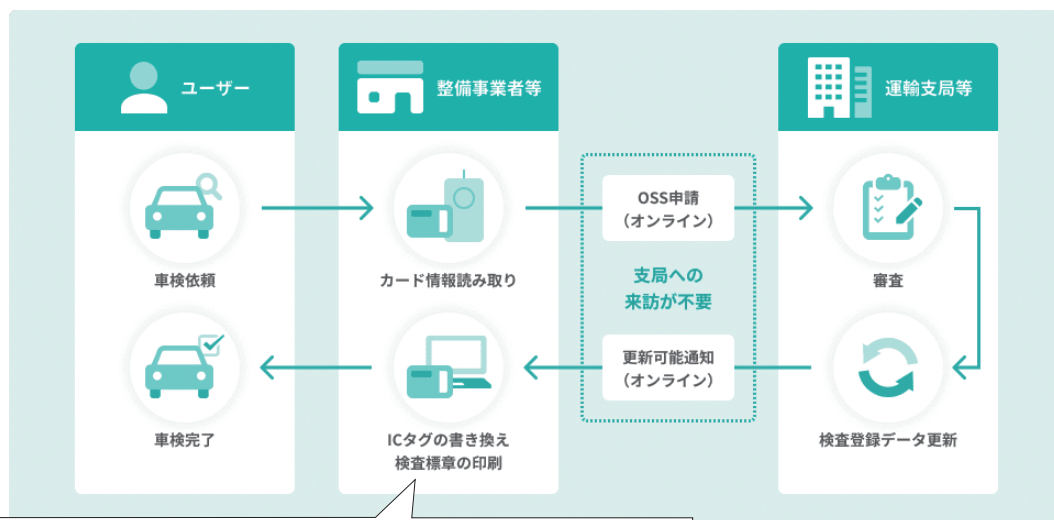 ユーザー
整備事業者等
運輸支局等
車検依頼
カード情報読み取り
OSS申請
（オンライン）
審査
支局への
来訪が不要
更新可能通知
（オンライン）
検査登録データ更新
ICタグの書き換え
検査標章の印刷
車検完了